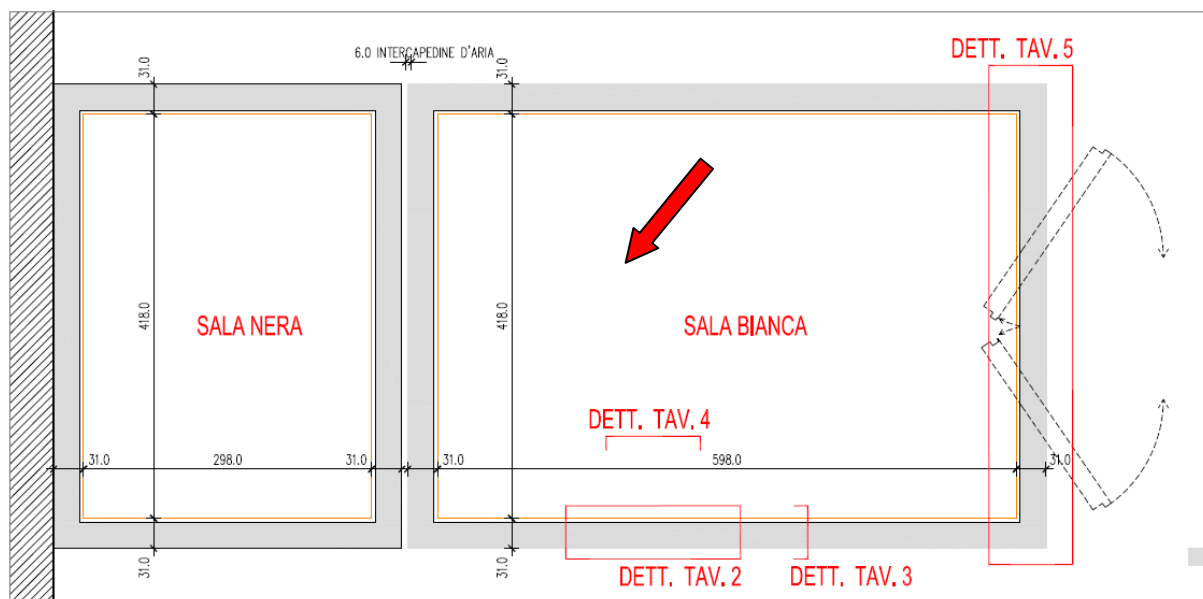 6.0 INTERCAPEDINE D'ARIA
DETT. TAV. 5
31.0
31.0
418.0
SALA NERA
418.0
SALA BIANCA
DETT. TAV. 4
31.0
298.0
31.0
31.0
598.0
31.0
31.0
31.0
DETT. TAV. 2
DETT. TAV. 3